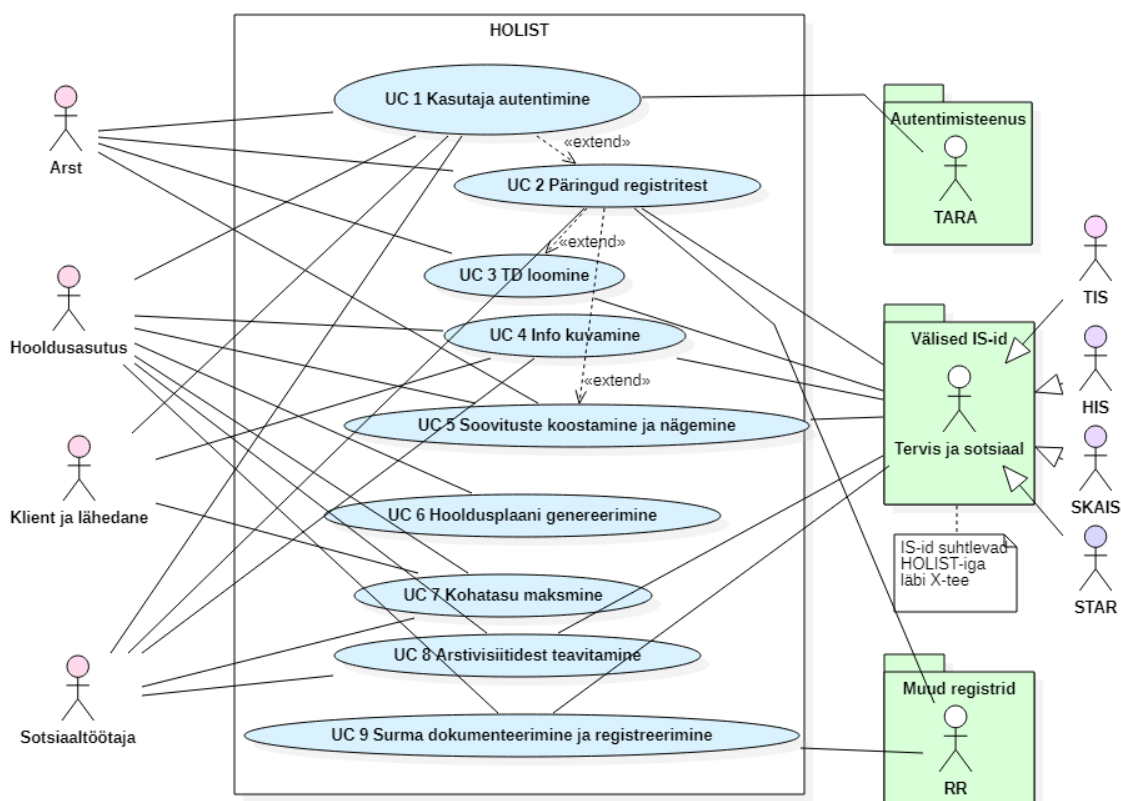 HOLIST
UC 1 Kasutaja autentimine
Autentimisteenus
«extend»
Arst
UC 2 Päringud registritest
TARA
«extend»
UC 3 TD loomine
TIS
UC 4 Info kuvamine
Välised IS-id
Hooldusasutus
«extend»
HIS
UC 5 Soovituste koostamine ja nägemine
Tervis ja sotsiaal
Klient ja lähedane
UC 6 Hooldusplaani genereerimine
SKAIS
IS-id suhtlevad
HOLIST-iga
läbi X-tee
UC 7 Kohatasu maksmine
STAR
UC 8 Arstivisiitidest teavitamine
Muud registrid
Sotsiaaltöötaja
UC 9 Surma dokumenteerimine ja registreerimine
RR